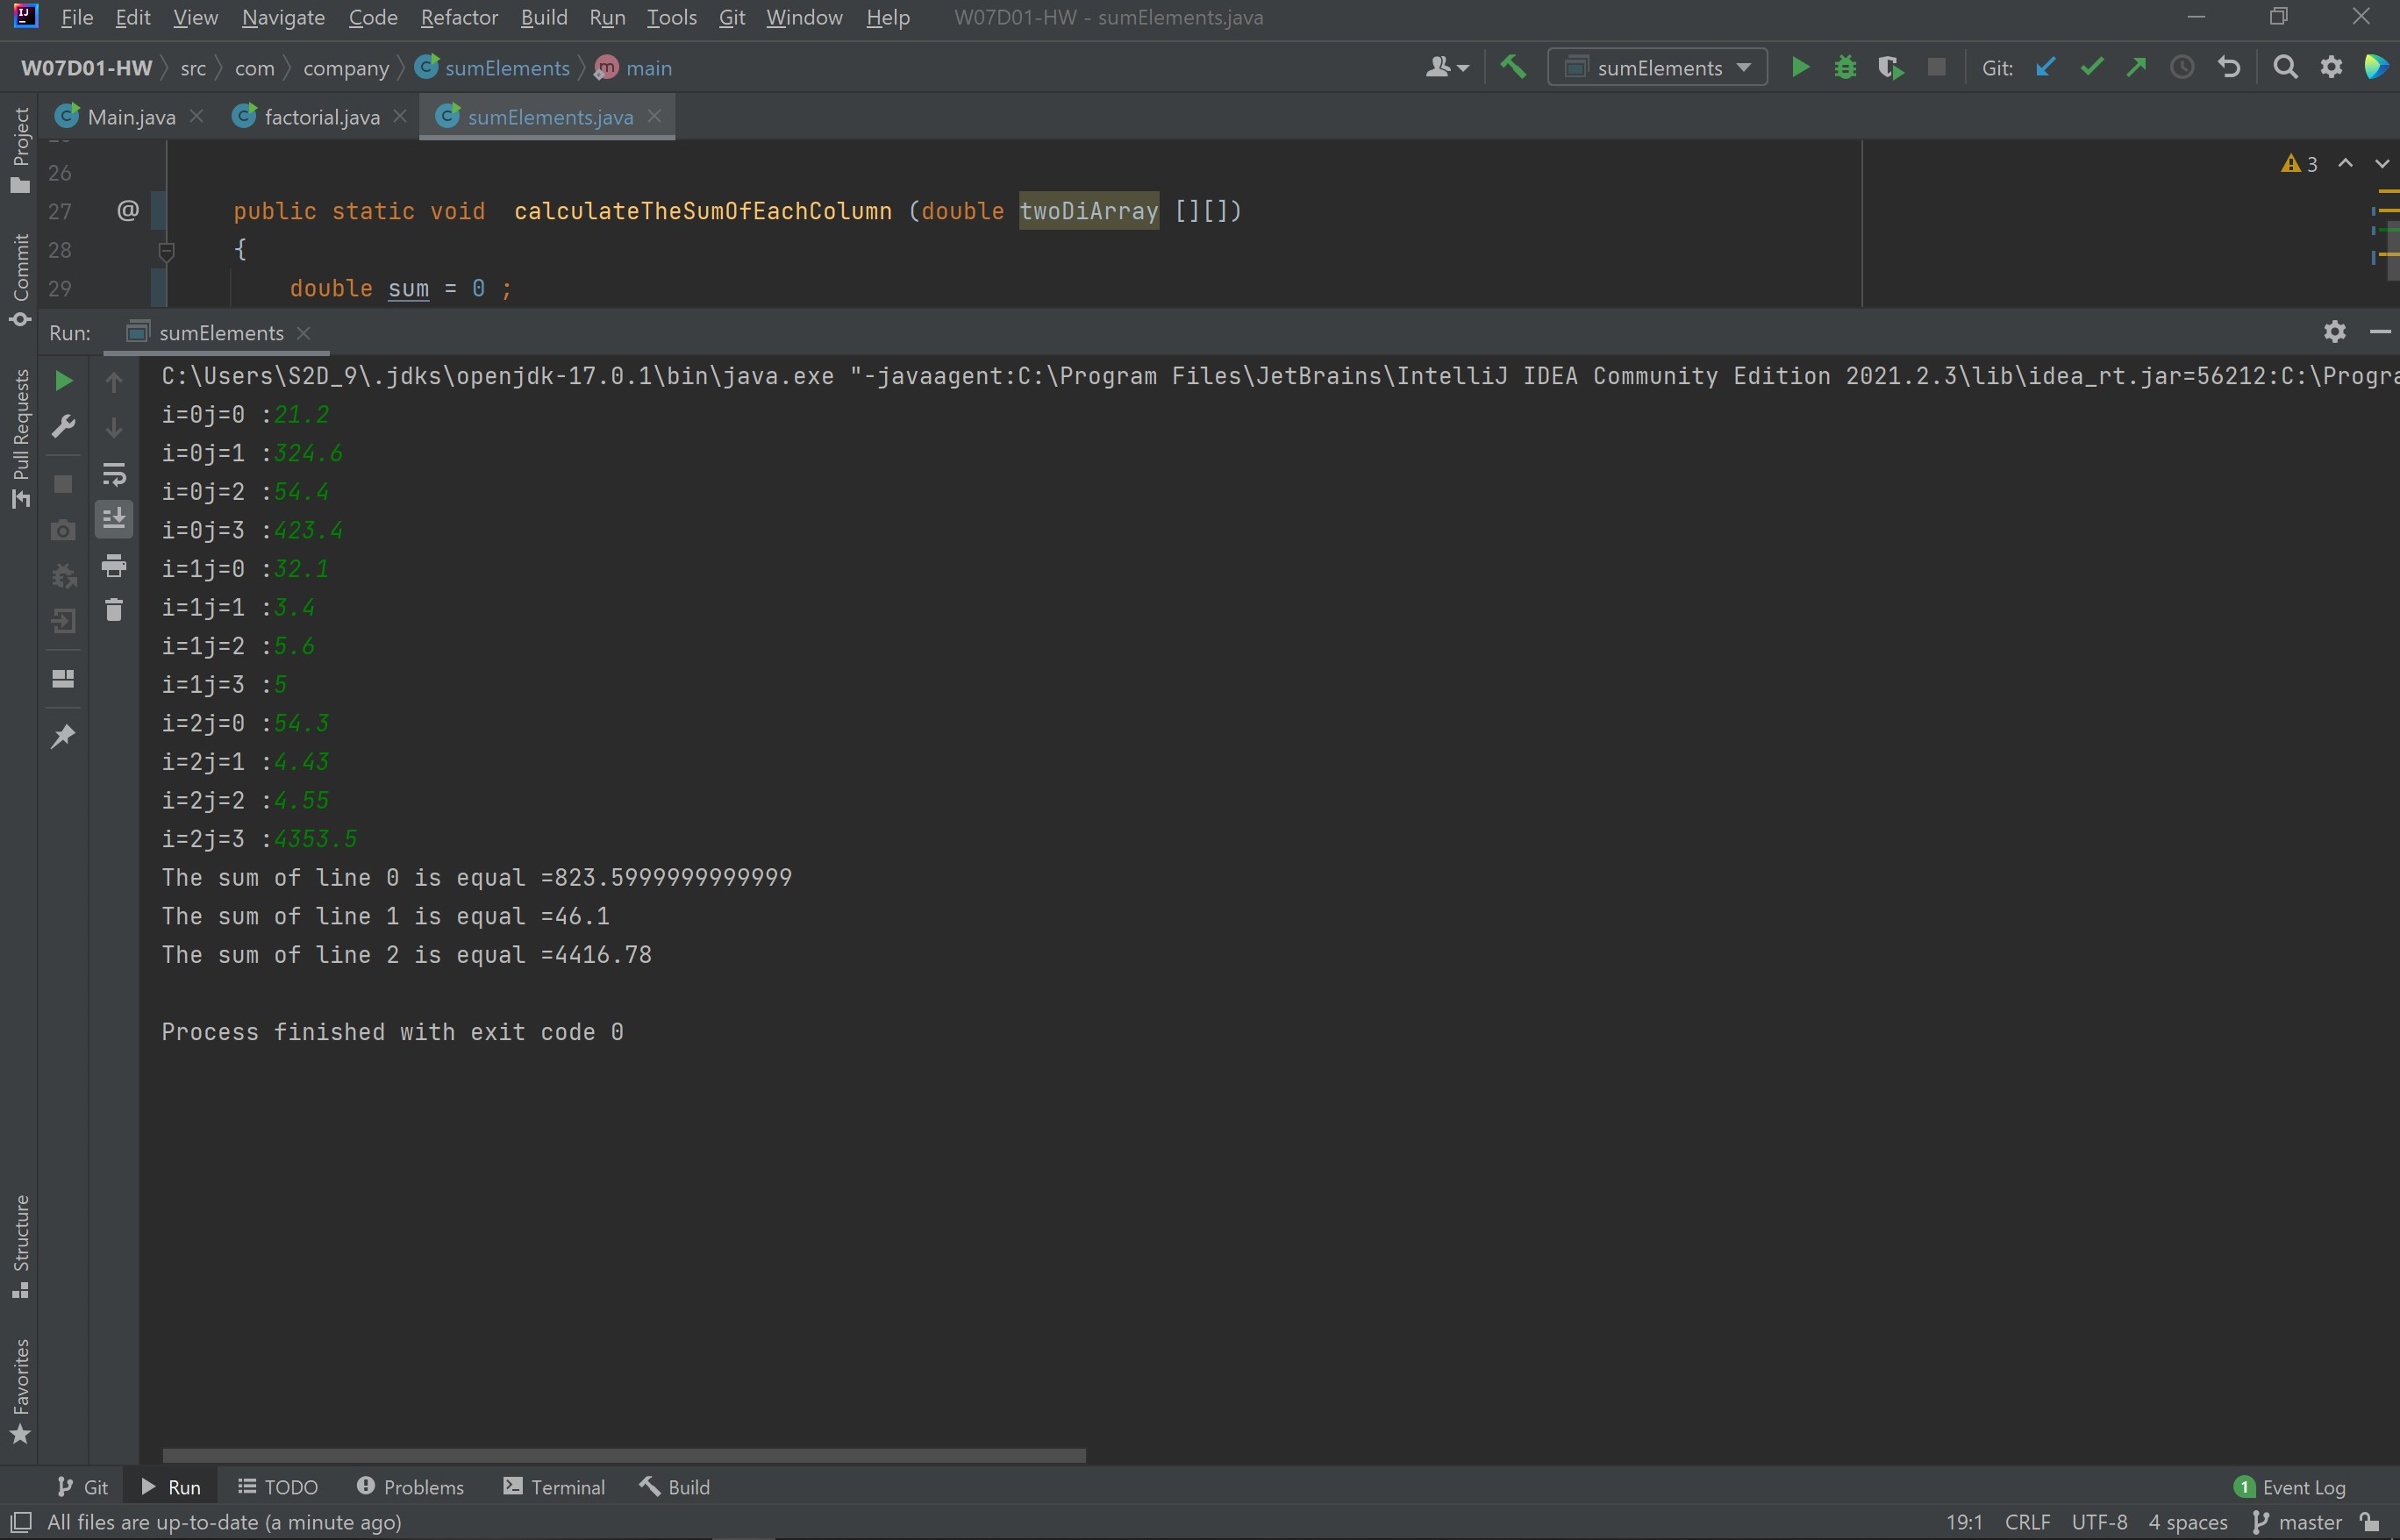 File Edit View Navigate Code Refactor Build Run Tools Git Window Help W07D01-HW - sumElements.java
W07D01-HW src com company sumElements main sumElements Git:
Main.java factorial.java sumElements.java
Project
Commit
Pull Requests
Structure
Favorites
26
3
27 @ public static void calculateTheSumOfEachColumn (double twoDiArray [][])
28 {
29 double sum = 0 ;
Run: sumElements
C:\Users\S2D_9\.jdks\openjdk-17.0.1\bin\java.exe "-javaagent:C:\Program Files\JetBrains\IntelliJ IDEA Community Edition 2021.2.3\lib\idea_rt.jar=56212:C:\Progra
i=0j=0 :21.2
i=0j=1 :324.6
i=0j=2 :54.4
i=0j=3 :423.4
i=1j=0 :32.1
i=1j=1 :3.4
i=1j=2 :5.6
i=1j=3 :5
i=2j=0 :54.3
i=2j=1 :4.43
i=2j=2 :4.55
i=2j=3 :4353.5
The sum of line 0 is equal =823.5999999999999
The sum of line 1 is equal =46.1
The sum of line 2 is equal =4416.78
Process finished with exit code 0
Git Run TODO Problems Terminal Build 1 Event Log
All files are up-to-date (a minute ago) 19:1 CRLF UTF-8 4 spaces master